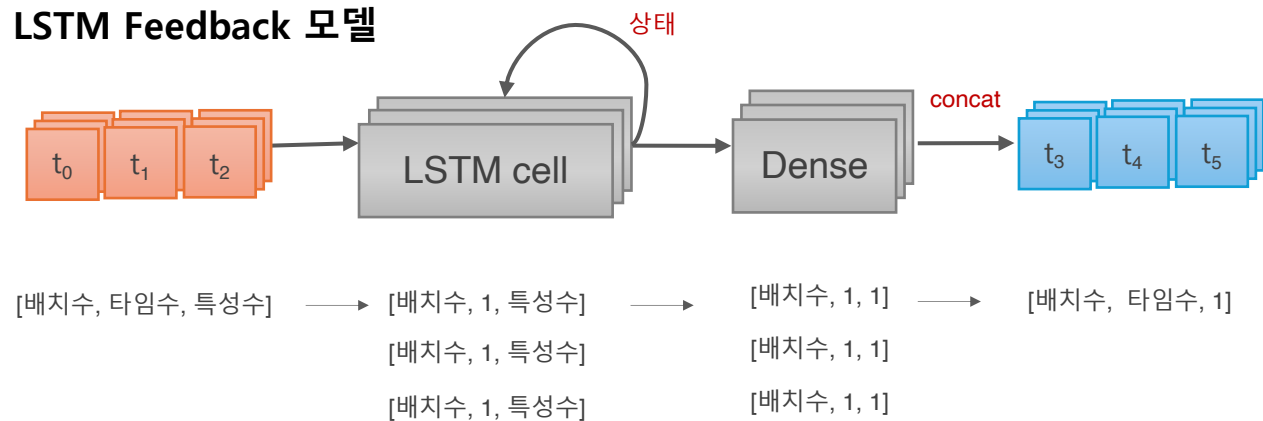 LSTM Feedback 모델
상태
concat
t0 t1 t2
LSTM cell
Dense
t3 t4 t5
[배치수, 타임수, 특성수]
[배치수, 1, 특성수]
[배치수, 1, 특성수]
[배치수, 1, 특성수]
[배치수, 1, 1]
[배치수, 1, 1]
[배치수, 1, 1]
[배치수, 타임수, 1]